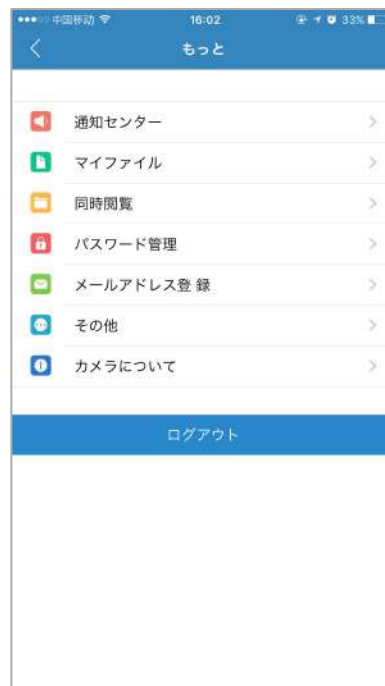 中国移动 16:02 33%
もっと
通知センター
マイファイル
同時閲覧
パスワード管理
メールアドレス登 録
その他
カメラについて
ログアウト